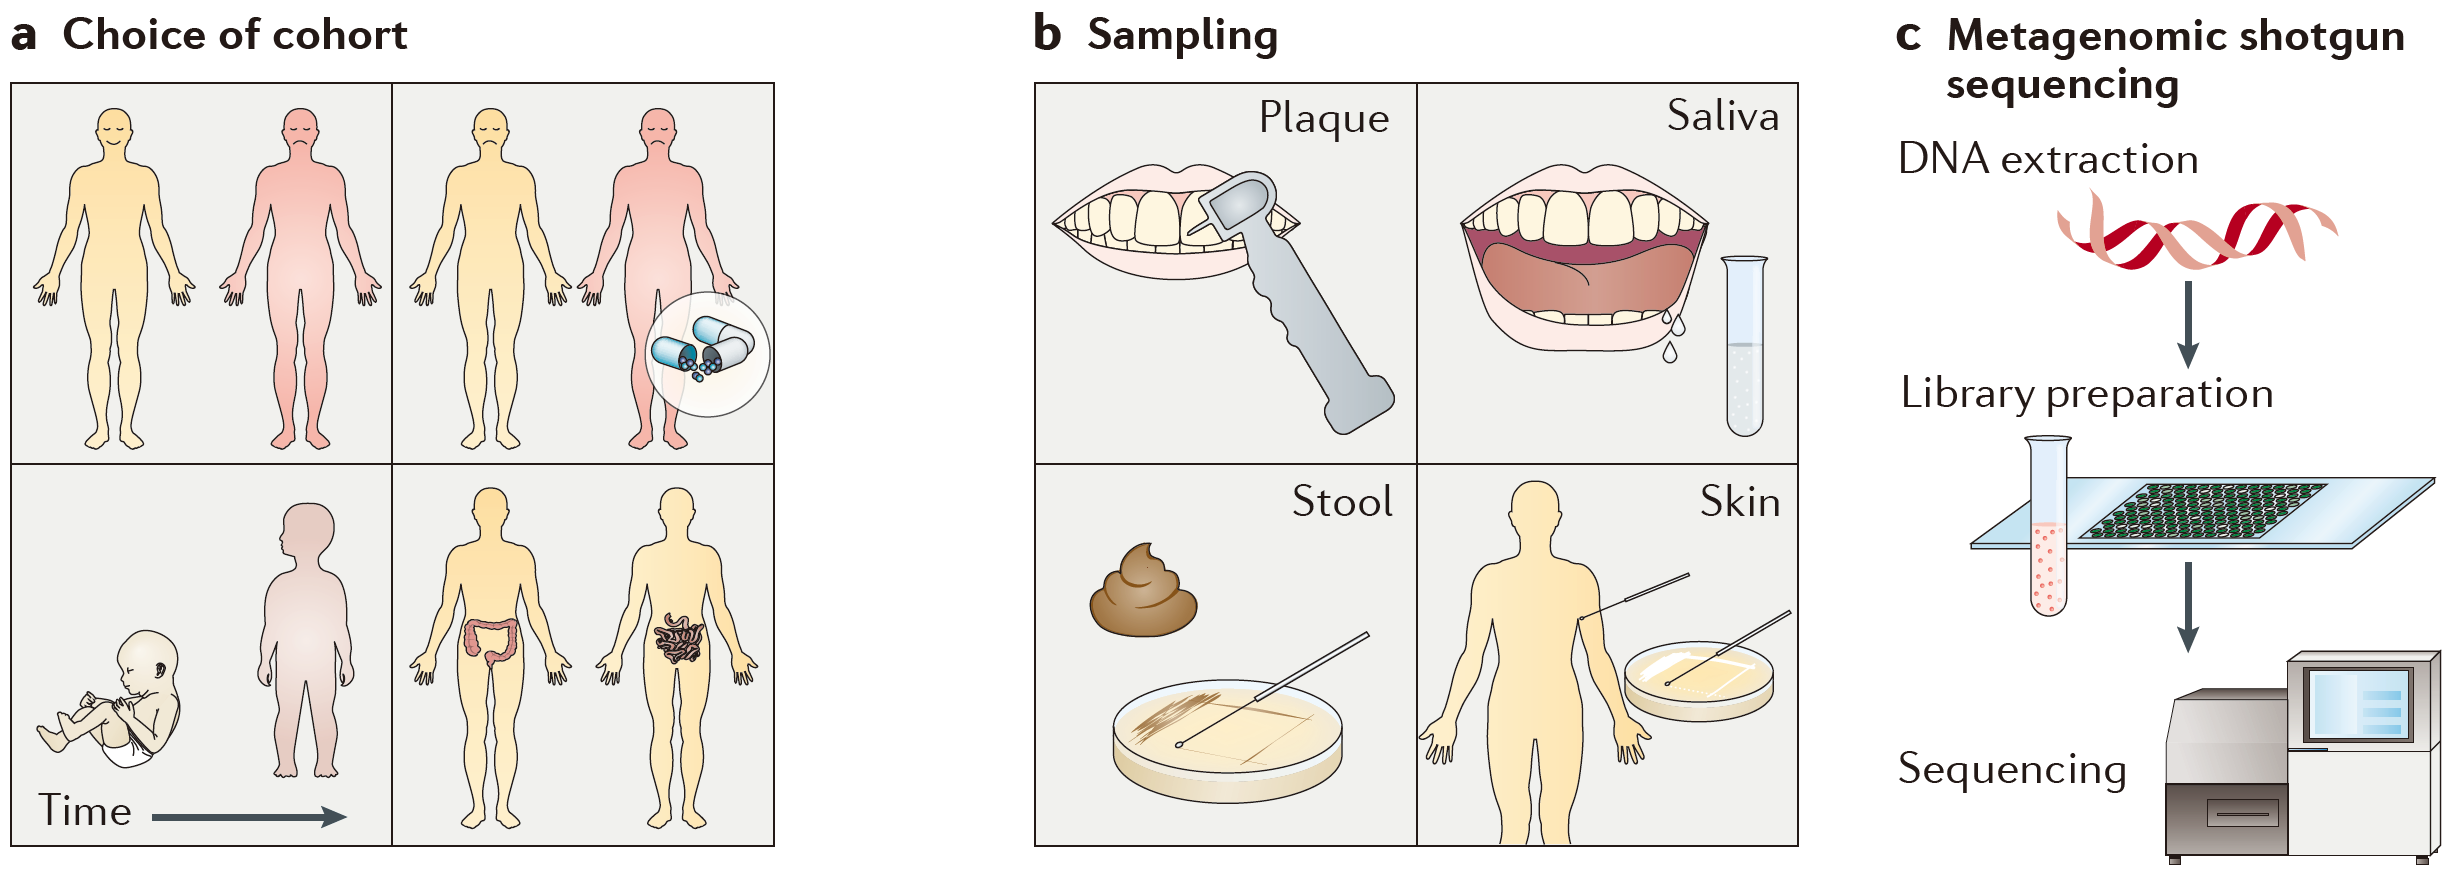 a Choice of cohort
Time
b Sampling
Plaque
Saliva
Stool
Skin
c Metagenomic shotgun
sequencing
DNA extraction
Library preparation
Sequencing